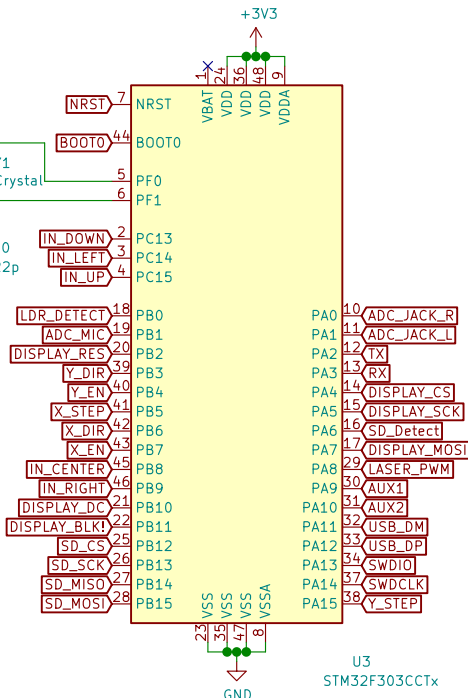 +3V3
1 24 36 48 9
VBAT VDD VDD VDD VDDA
NRST 7 NRST
BOOT0 44 BOOT0
Crystal 5 PF0
6 PF1
IN_DOWN 2 PC13
IN_LEFT 3 PC14
IN_UP 4 PC15
22p
LDR_DETECT 18 PB0 PA0 10 ADC_JACK_R
ADC_MIC 19 PB1 PA1 11 ADC_JACK_L
DISPLAY_RES 20 PB2 PA2 12 TX
Y_DIR 39 PB3 PA3 13 RX
Y_EN 40 PB4 PA4 14 DISPLAY_CS
X_STEP 41 PB5 PA5 15 DISPLAY_SCK
X_DIR 42 PB6 PA6 16 SD_Detect
X_EN 43 PB7 PA7 17 DISPLAY_MOSI
IN_CENTER 45 PB8 PA8 29 LASER_PWM
IN_RIGHT 46 PB9 PA9 30 AUX1
DISPLAY_DC 21 PB10 PA10 31 AUX2
DISPLAY_BLK! 22 PB11 PA11 32 USB_DM
SD_CS 25 PB12 PA12 33 USB_DP
SD_SCK 26 PB13 PA13 34 SWDIO
SD_MISO 27 PB14 PA14 37 SWDCLK
SD_MOSI 28 PB15 PA15 38 Y_STEP
VSS VSS VSS VSSA
23 35 47 8
GND
U3
STM32F303CCTx